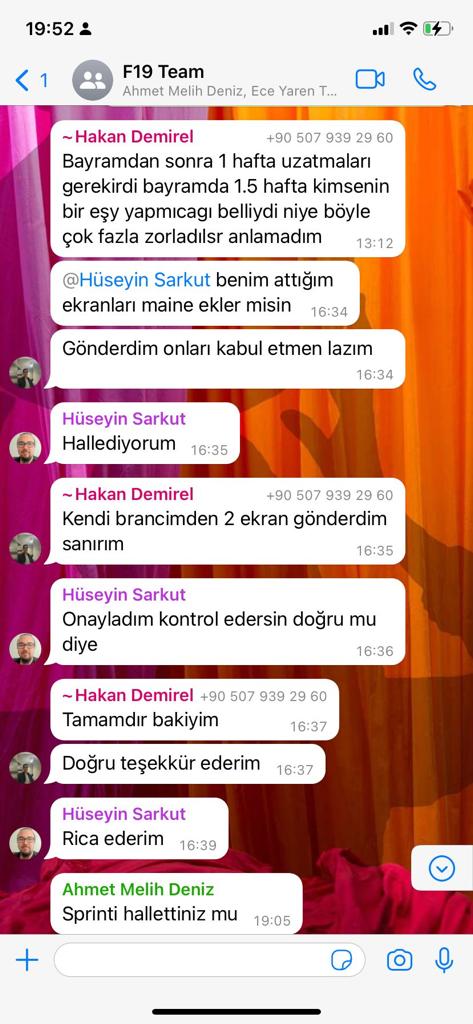 19:52
1
F19 Team
Ahmet Melih Deniz, Ece Yaren T...
~Hakan Demirel +90 507 939 29 60
Bayramdan sonra 1 hafta uzatmaları
gerekirdi bayramda 1.5 hafta kimsenin
bir eşy yapmıcagı belliydi niye böyle
çok fazla zorladılsr anlamadım 13:12
@Hüseyin Sarkut benim attığım
ekranları maine ekler misin 16:34
Gönderdim onları kabul etmen lazım
16:34
Hüseyin Sarkut
Hallediyorum 16:35
~Hakan Demirel +90 507 939 29 60
Kendi brancimden 2 ekran gönderdim
sanırım 16:35
Hüseyin Sarkut
Onayladım kontrol edersin doğru mu
diye 16:36
~Hakan Demirel +90 507 939 29 60
Tamamdır bakiyim 16:37
Doğru teşekkür ederim 16:37
Hüseyin Sarkut
Rica ederim 16:39
Ahmet Melih Deniz
Sprinti hallettiniz mu 19:05